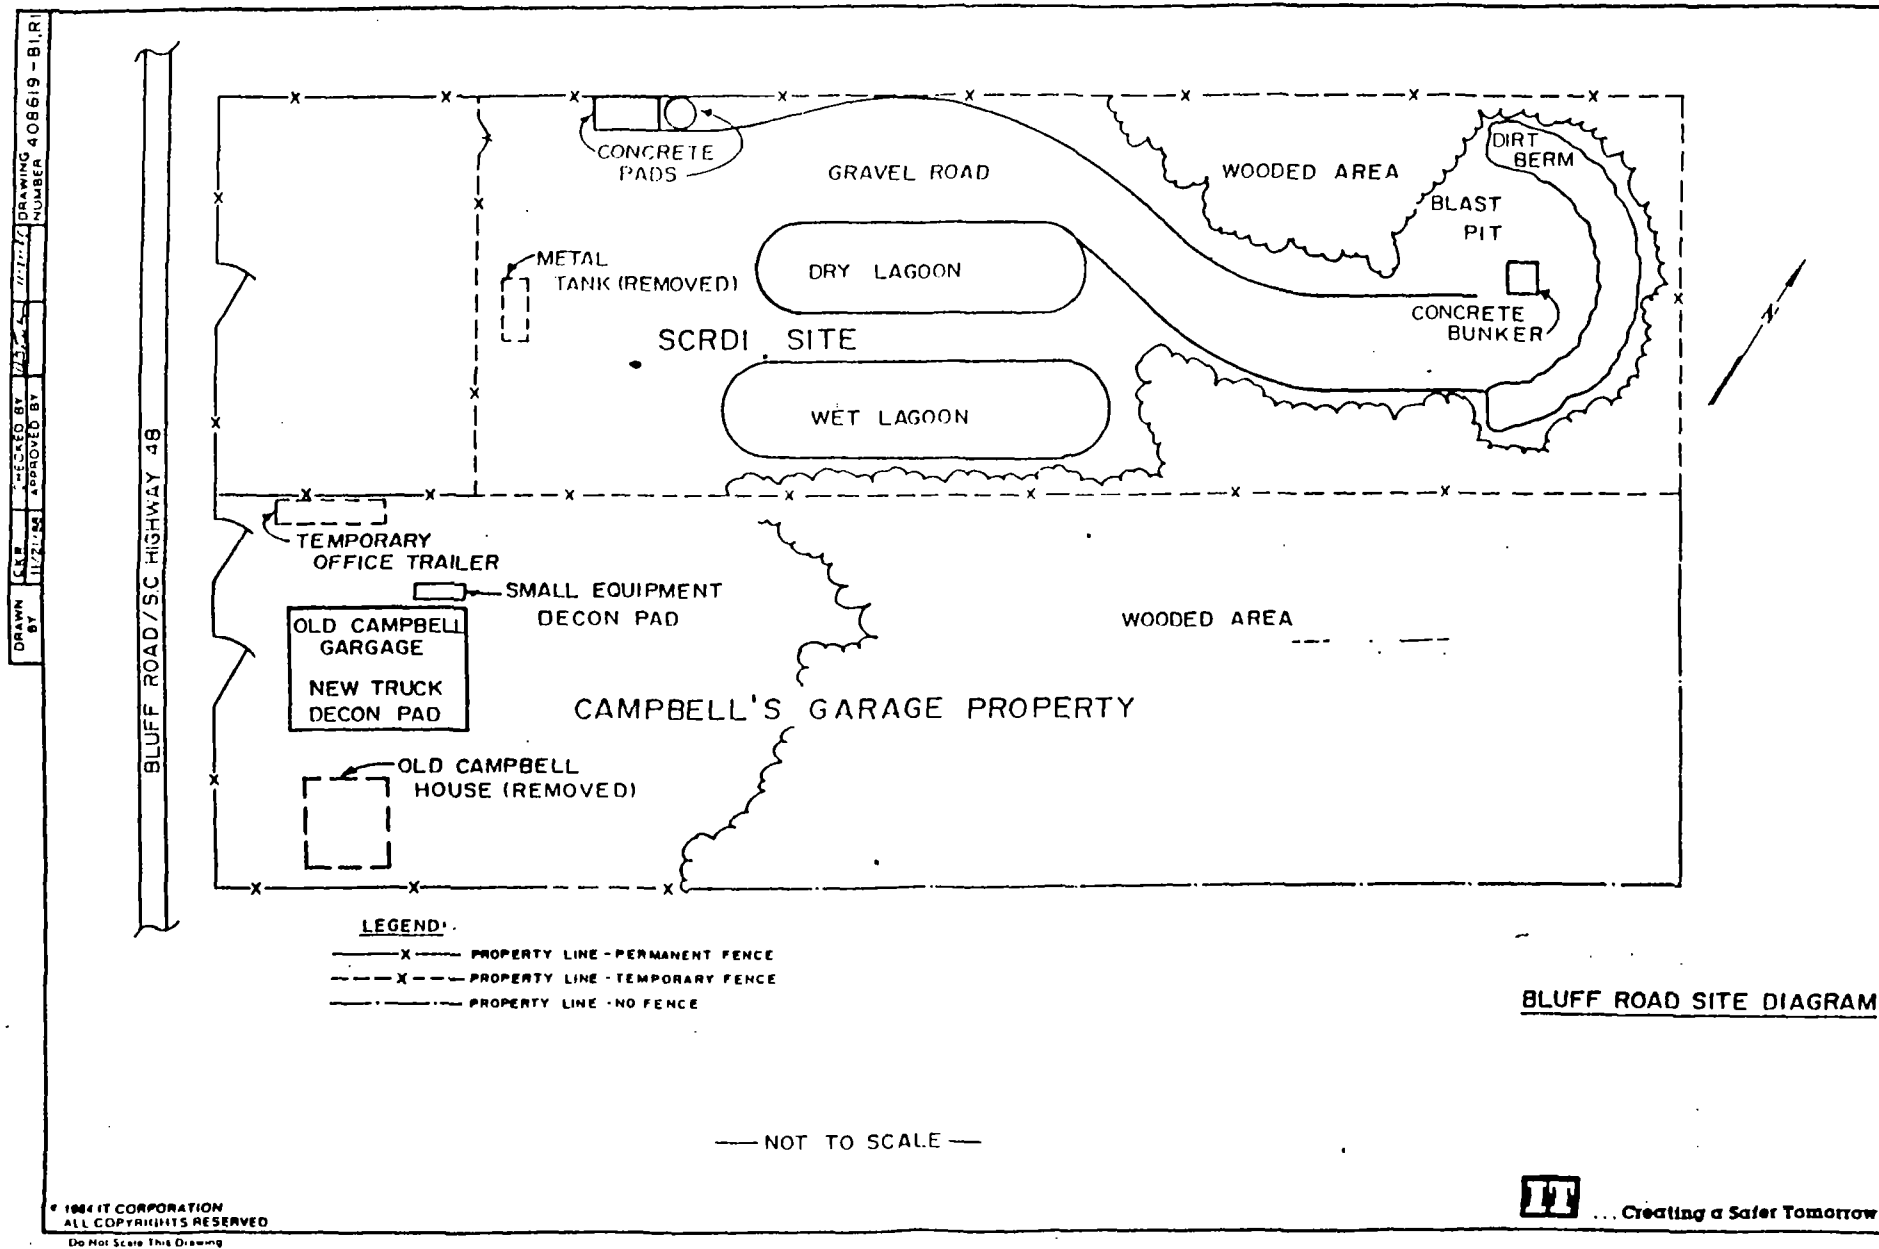 DRAWING
NUMBER 408619-B1,R1
CHECKED BY
APPROVED BY
DRAWN
BY
BLUFF ROAD/S.C HIGHWAY 48
CONCRETE
PADS
GRAVEL ROAD
WOODED AREA
DIRT
BERM
BLAST
PIT
METAL
TANK (REMOVED)
DRY LAGOON
CONCRETE
BUNKER
SCRDI SITE
WET LAGOON
N
TEMPORARY
OFFICE TRAILER
SMALL EQUIPMENT
DECON PAD
OLD CAMPBELL
GARGAGE
NEW TRUCK
DECON PAD
WOODED AREA
CAMPBELL'S GARAGE PROPERTY
OLD CAMPBELL
HOUSE (REMOVED)
LEGEND:
X PROPERTY LINE - PERMANENT FENCE
X PROPERTY LINE - TEMPORARY FENCE
PROPERTY LINE - NO FENCE
BLUFF ROAD SITE DIAGRAM
— NOT TO SCALE —
IT ...Creating a Safer Tomorrow
© 1984 IT CORPORATION
ALL COPYRIGHTS RESERVED
Do Not Scale This Drawing